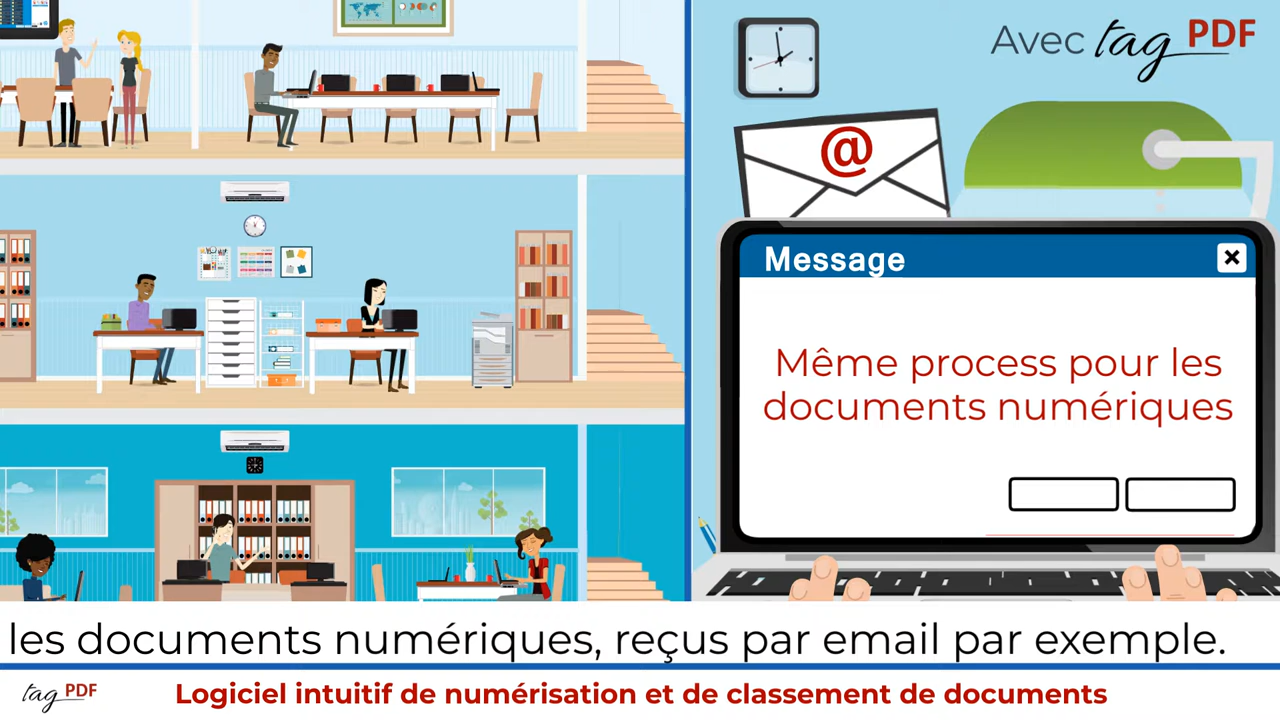 Avec tag PDF
@
Message
Même process pour les
documents numériques
les documents numériques, reçus par email par exemple.
tag PDF
Logiciel intuitif de numérisation et de classement de documents